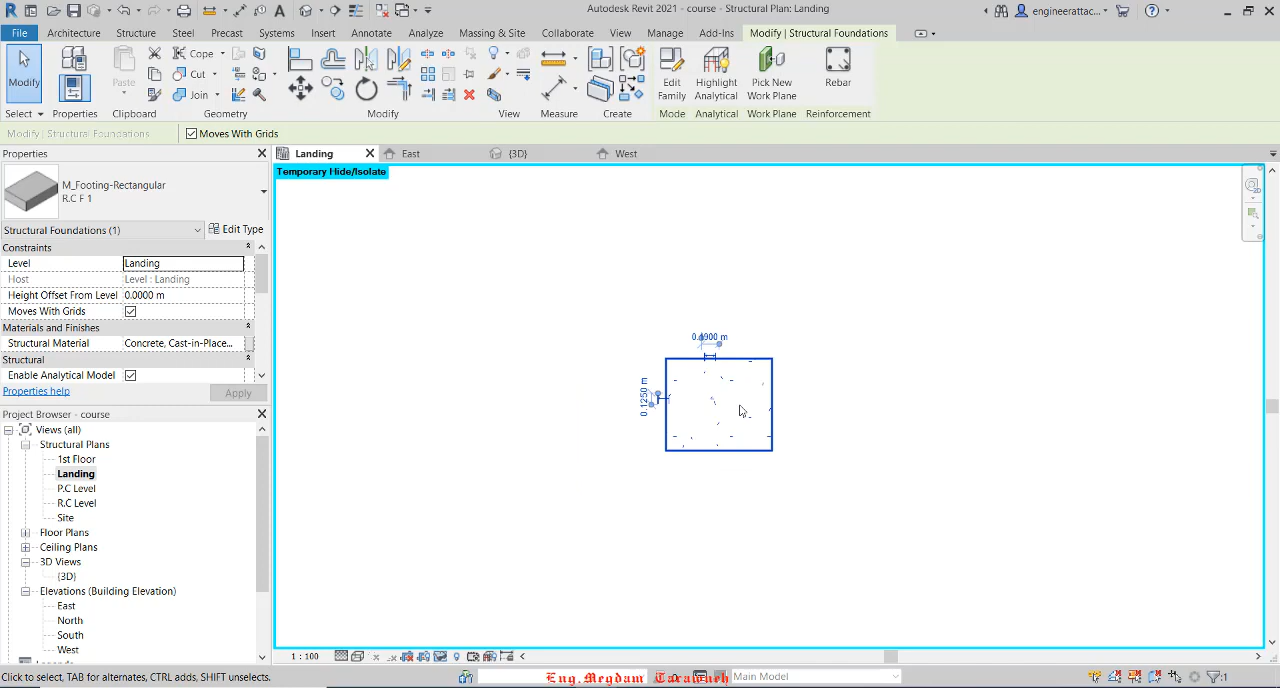 Autodesk Revit 2021 - course - Structural Plan: Landing
engineerattac...
File Architecture Structure Steel Precast Systems Insert Annotate Analyze Massing & Site Collaborate View Manage Add-Ins Modify | Structural Foundations
Modify Paste Cope Cut Join Edit Family Highlight Analytical Pick New Work Plane Rebar
Select Properties Clipboard Geometry Modify View Measure Create Mode Analytical Work Plane Reinforcement
Modify | Structural Foundations Moves With Grids
Properties
Landing East {3D} West
Temporary Hide/Isolate
M_Footing-Rectangular
R.C F 1
Structural Foundations (1) Edit Type
Constraints
Level Landing
Host Level : Landing
Height Offset From Level 0.0000 m
Moves With Grids
Materials and Finishes
Structural Material Concrete, Cast-in-Place...
Structural
Enable Analytical Model
Properties help Apply
0.1250 m
Project Browser - course
Views (all)
Structural Plans
1st Floor
Landing
P.C Level
R.C Level
Site
Floor Plans
Ceiling Plans
3D Views
{3D}
Elevations (Building Elevation)
East
North
South
West
1 : 100
Click to select, TAB for alternates, CTRL adds, SHIFT unselects.
Eng.Meqdam Tarawneh
Main Model
:1